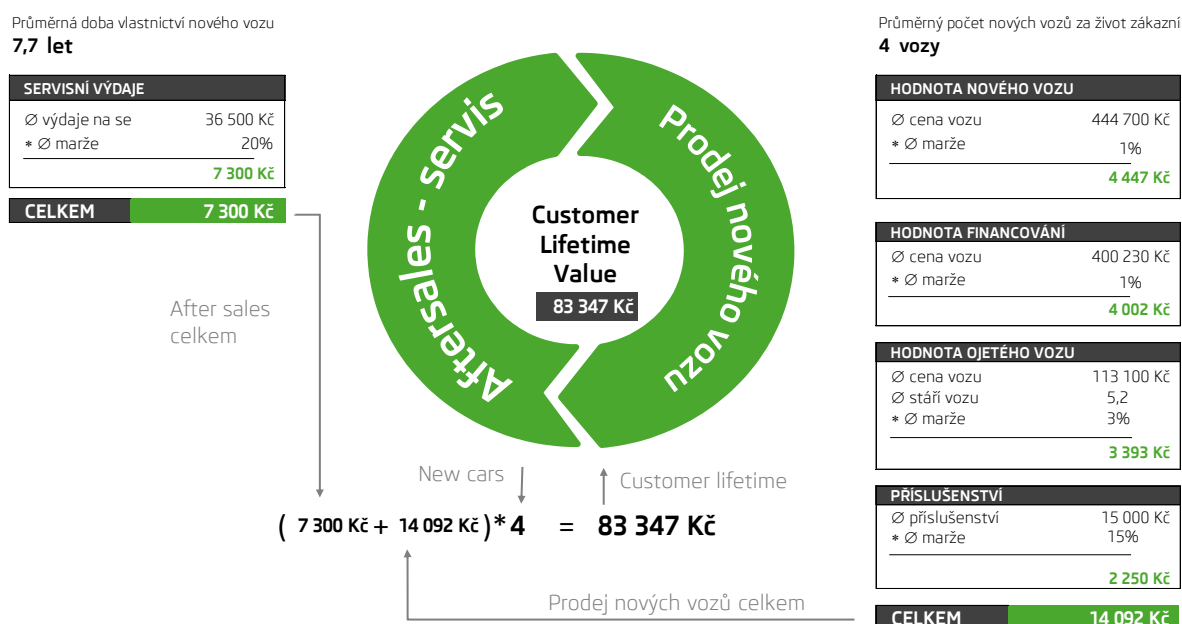 Průměrná doba vlastnictví nového vozu
7,7 let
SERVISNÍ VÝDAJE
Ø výdaje na se 36 500 Kč
* Ø marže 20%
7 300 Kč
CELKEM 7 300 Kč
After sales
celkem
Aftersales - servis
Prodej nového vozu
Customer
Lifetime
Value
83 347 Kč
Průměrný počet nových vozů za život zákazní
4 vozy
HODNOTA NOVÉHO VOZU
Ø cena vozu 444 700 Kč
* Ø marže 1%
4 447 Kč
HODNOTA FINANCOVÁNÍ
Ø cena vozu 400 230 Kč
* Ø marže 1%
4 002 Kč
HODNOTA OJETÉHO VOZU
Ø cena vozu 113 100 Kč
Ø stáří vozu 5,2
* Ø marže 3%
3 393 Kč
PŘÍSLUŠENSTVÍ
Ø příslušenství 15 000 Kč
* Ø marže 15%
2 250 Kč
CELKEM 14 092 Kč
New cars
Customer lifetime
( 7 300 Kč + 14 092 Kč ) * 4 = 83 347 Kč
Prodej nových vozů celkem